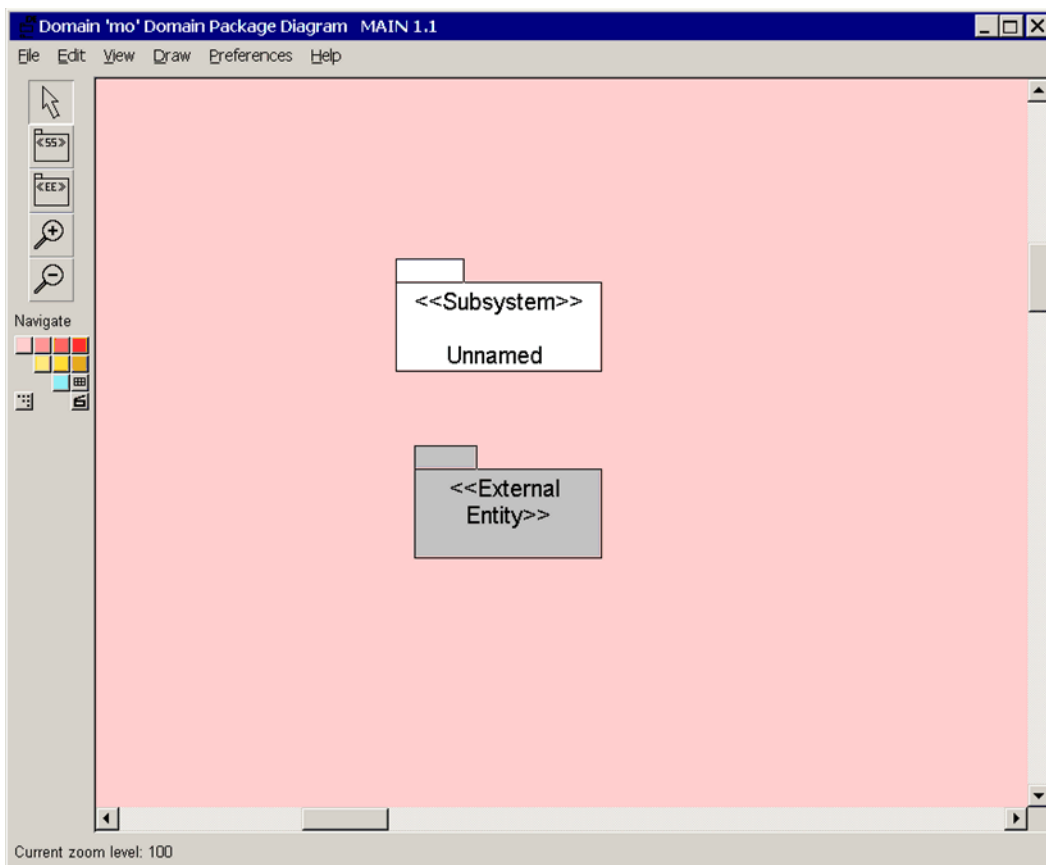 Domain 'mo' Domain Package Diagram MAIN 1.1
File Edit View Draw Preferences Help
<<SS>>
<<EE>>
Navigate
<<Subsystem>>
Unnamed
<<External
Entity>>
Current zoom level: 100